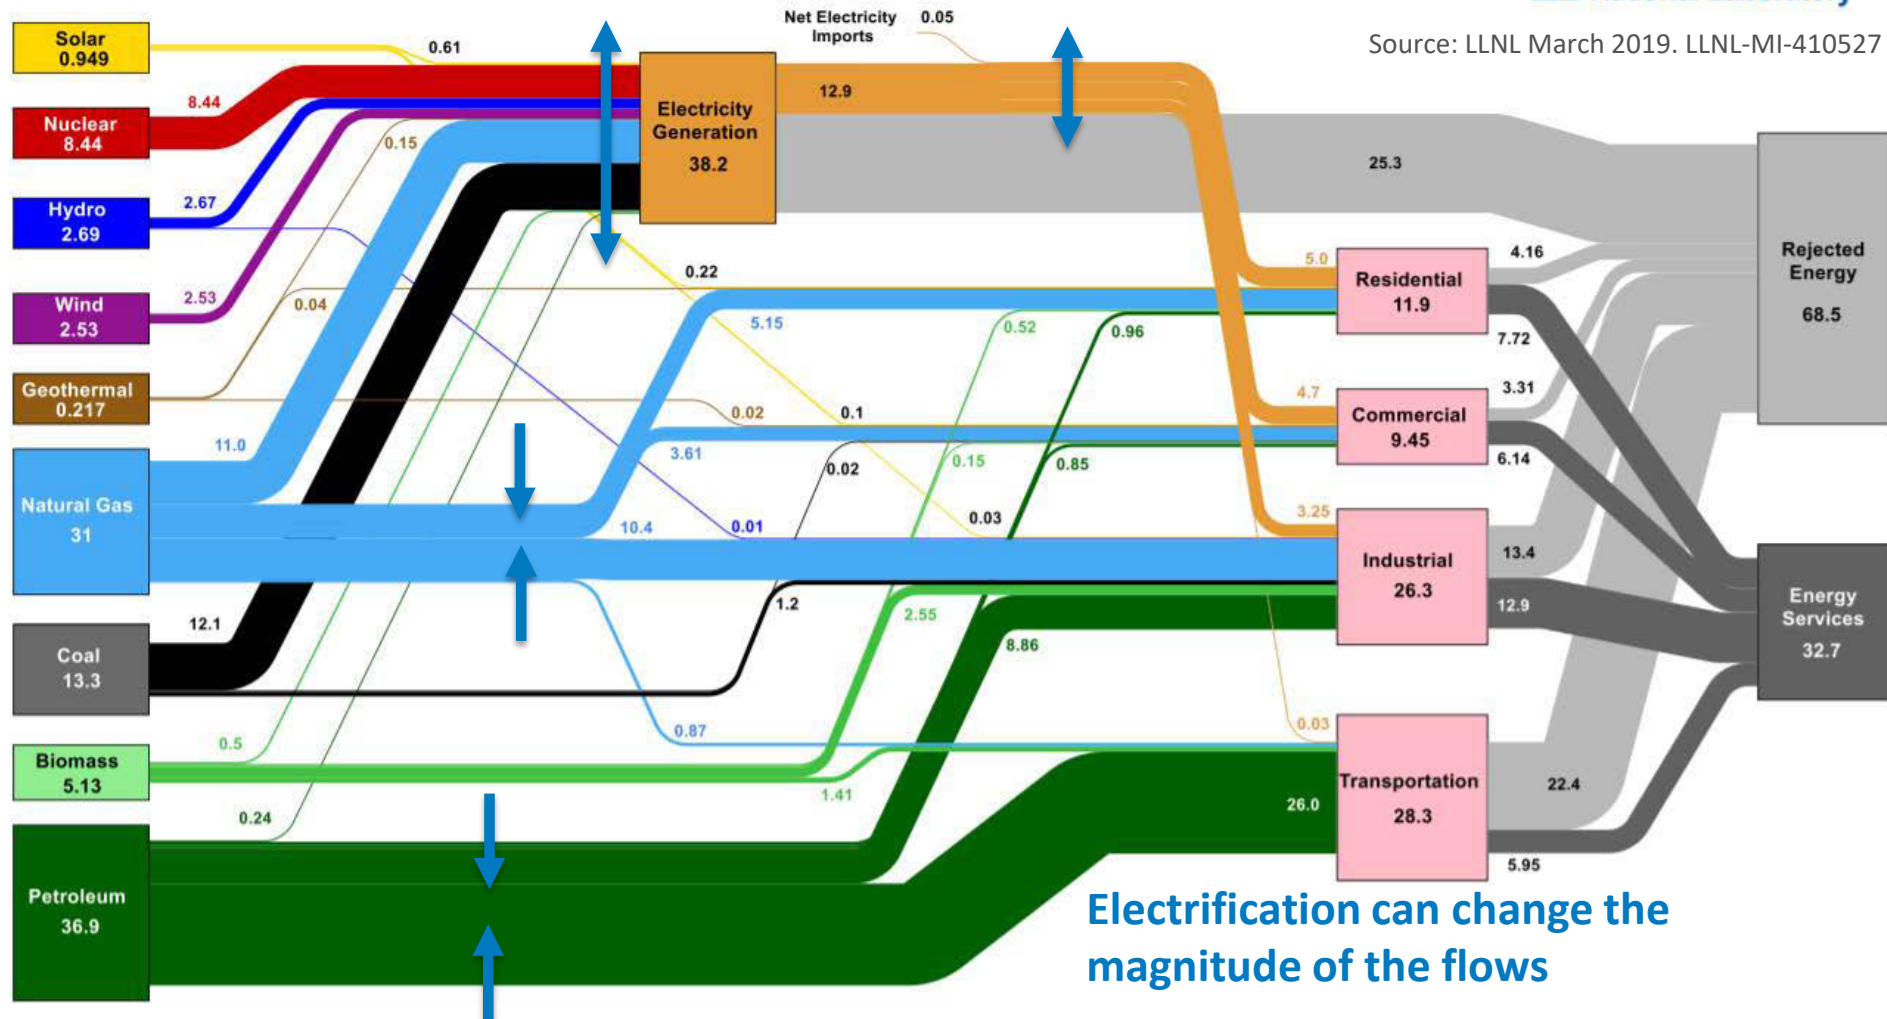 Net Electricity 0.05
Imports
Source: LLNL March 2019. LLNL-MI-410527
Solar
0.949
0.61
8.44
Nuclear
8.44
0.15
Electricity
Generation
38.2
12.9
25.3
2.67
Hydro
2.69
2.53
Wind
2.53
0.04
0.22
5.15
0.52
0.96
5.0
Residential
11.9
4.16
7.72
Rejected
Energy
68.5
Geothermal
0.217
0.02
0.1
4.7
Commercial
9.45
3.31
6.14
11.0
3.61
0.02
0.15
0.85
Natural Gas
31
10.4
0.01
0.03
3.25
Industrial
26.3
13.4
12.9
Energy
Services
32.7
12.1
1.2
2.55
8.86
Coal
13.3
0.5
0.87
0.03
Biomass
5.13
1.41
Transportation
28.3
26.0
22.4
5.95
0.24
Petroleum
36.9
Electrification can change the
magnitude of the flows